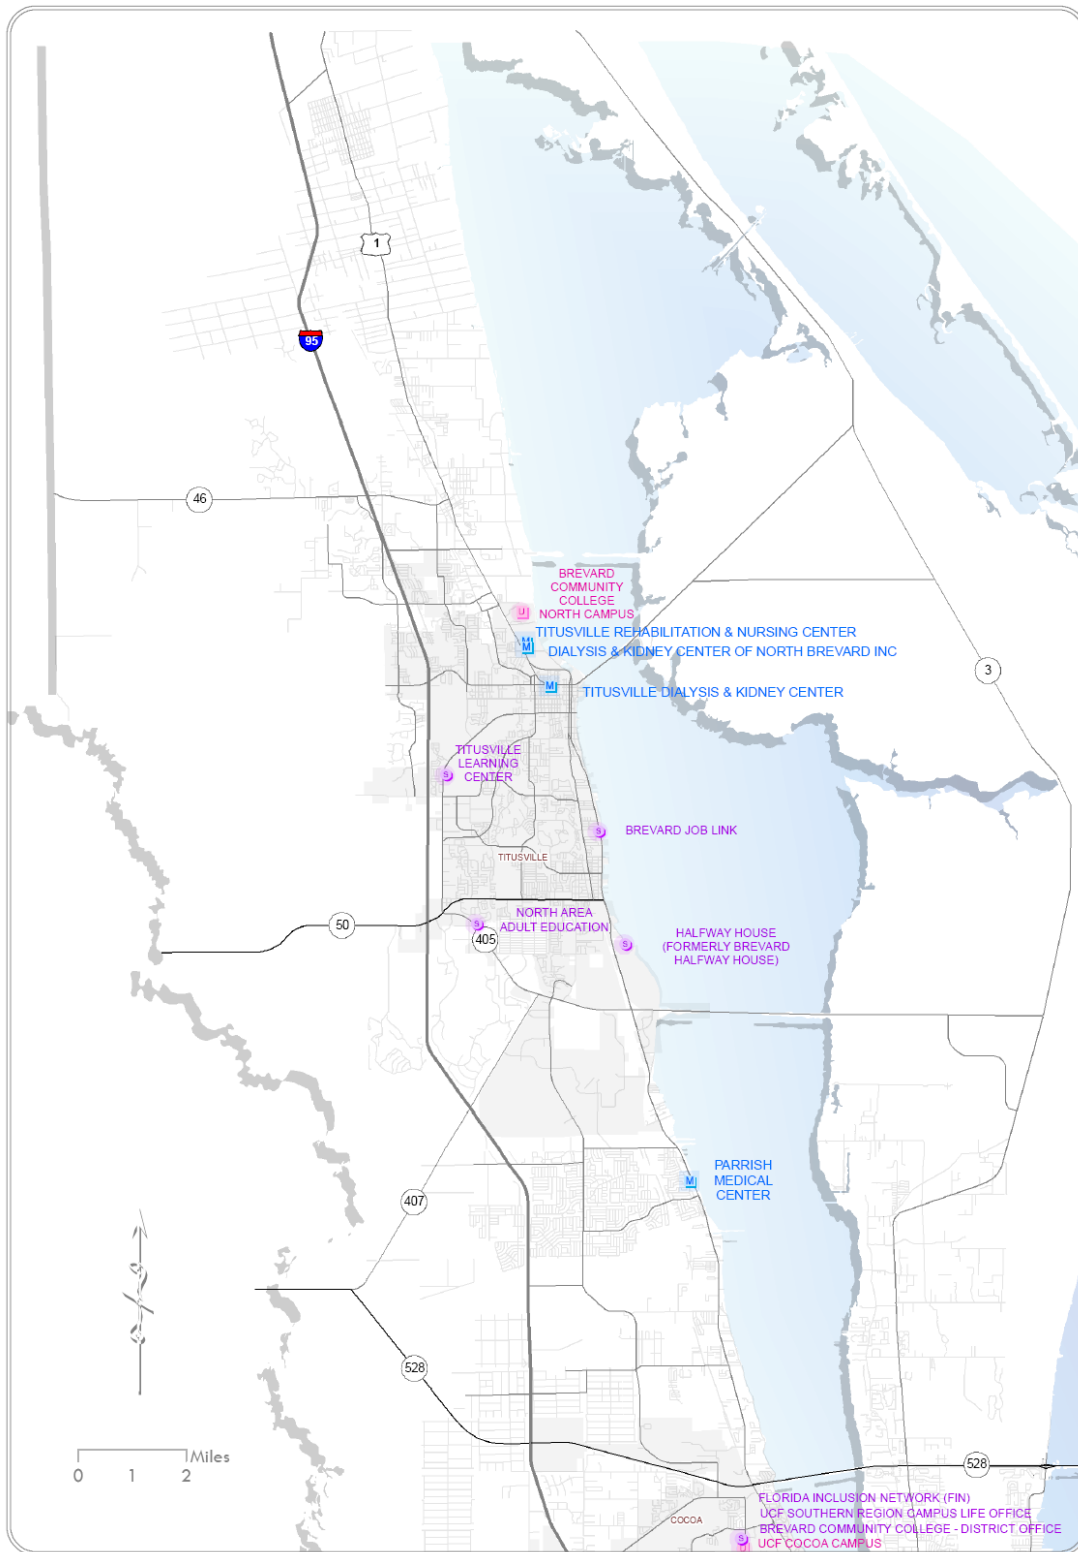 1
95
46
BREVARD
COMMUNITY
COLLEGE
NORTH CAMPUS
U
TITUSVILLE REHABILITATION & NURSING CENTER
M
M
DIALYSIS & KIDNEY CENTER OF NORTH BREVARD INC
3
M
TITUSVILLE DIALYSIS & KIDNEY CENTER
TITUSVILLE
LEARNING
CENTER
S
S
BREVARD JOB LINK
TITUSVILLE
NORTH AREA
ADULT EDUCATION
S
50
405
HALFWAY HOUSE
(FORMERLY BREVARD
HALFWAY HOUSE)
S
PARRISH
MEDICAL
CENTER
M
407
528
Miles
0 1 2
528
FLORIDA INCLUSION NETWORK (FIN)
UCF SOUTHERN REGION CAMPUS LIFE OFFICE
COCOA
BREVARD COMMUNITY COLLEGE - DISTRICT OFFICE
S
UCF COCOA CAMPUS